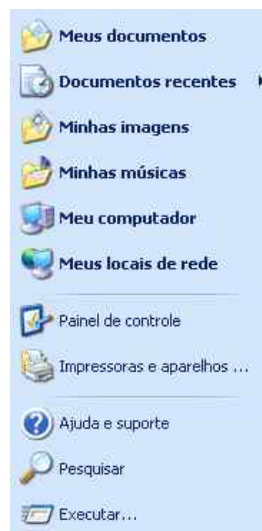 Meus documentos
Documentos recentes
Minhas imagens
Minhas músicas
Meu computador
Meus locais de rede
Painel de controle
Impressoras e aparelhos ...
Ajuda e suporte
Pesquisar
Executar...